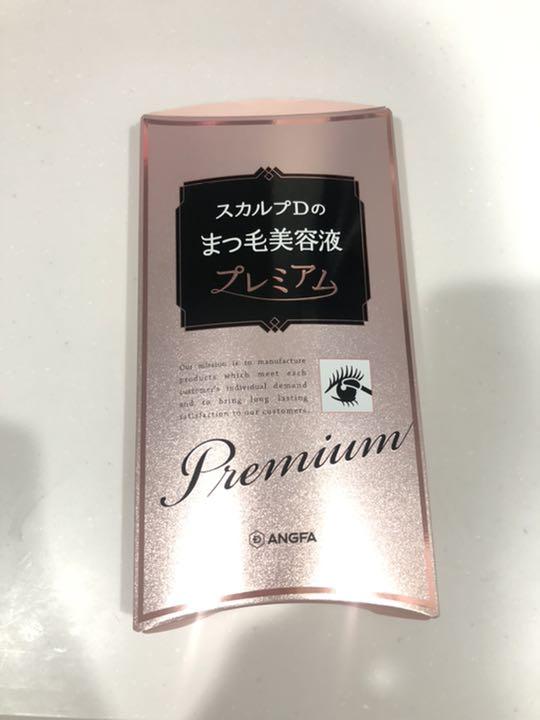 スカルプDの
まつ毛美容液
プレミアム
Our mission is to manufacture
products which meet each
customer's individual demand
and to bring long lasting
satisfaction to our customers.
Premium
ANGFA